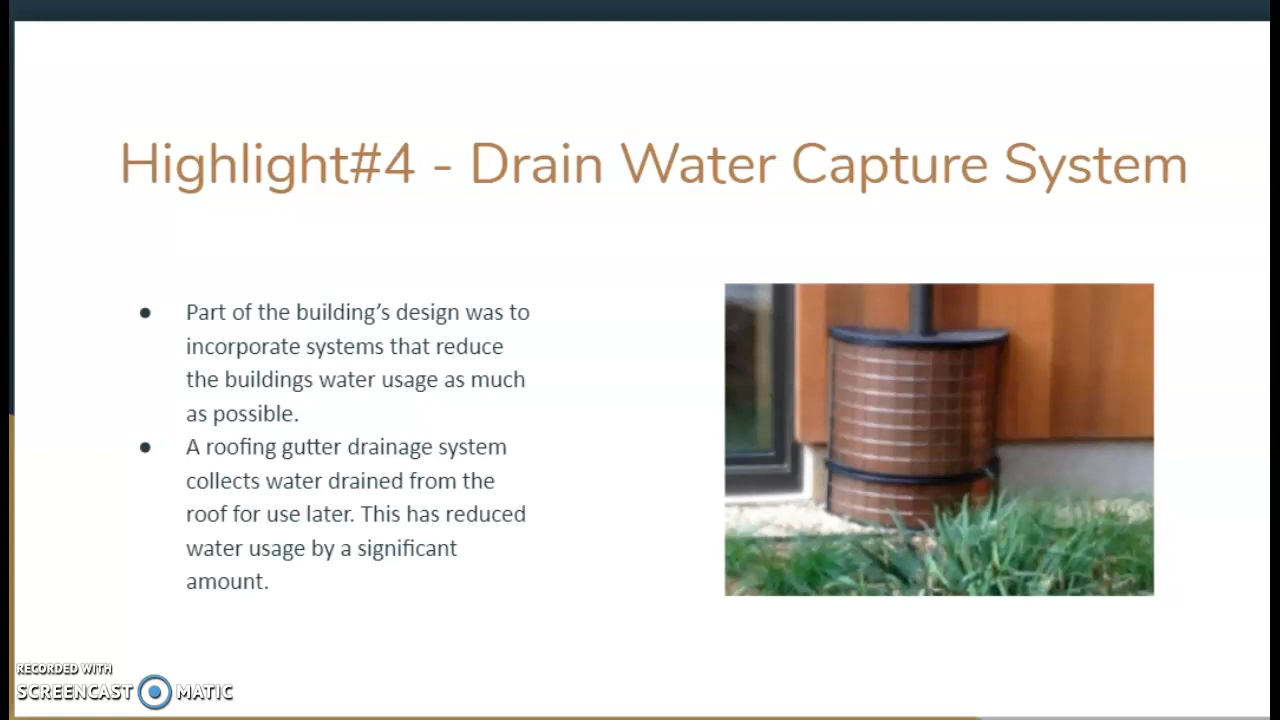 Highlight#4 - Drain Water Capture System
● Part of the building’s design was to
incorporate systems that reduce
the buildings water usage as much
as possible.
● A roofing gutter drainage system
collects water drained from the
roof for use later. This has reduced
water usage by a significant
amount.
RECORDED WITH
SCREENCAST MATIC